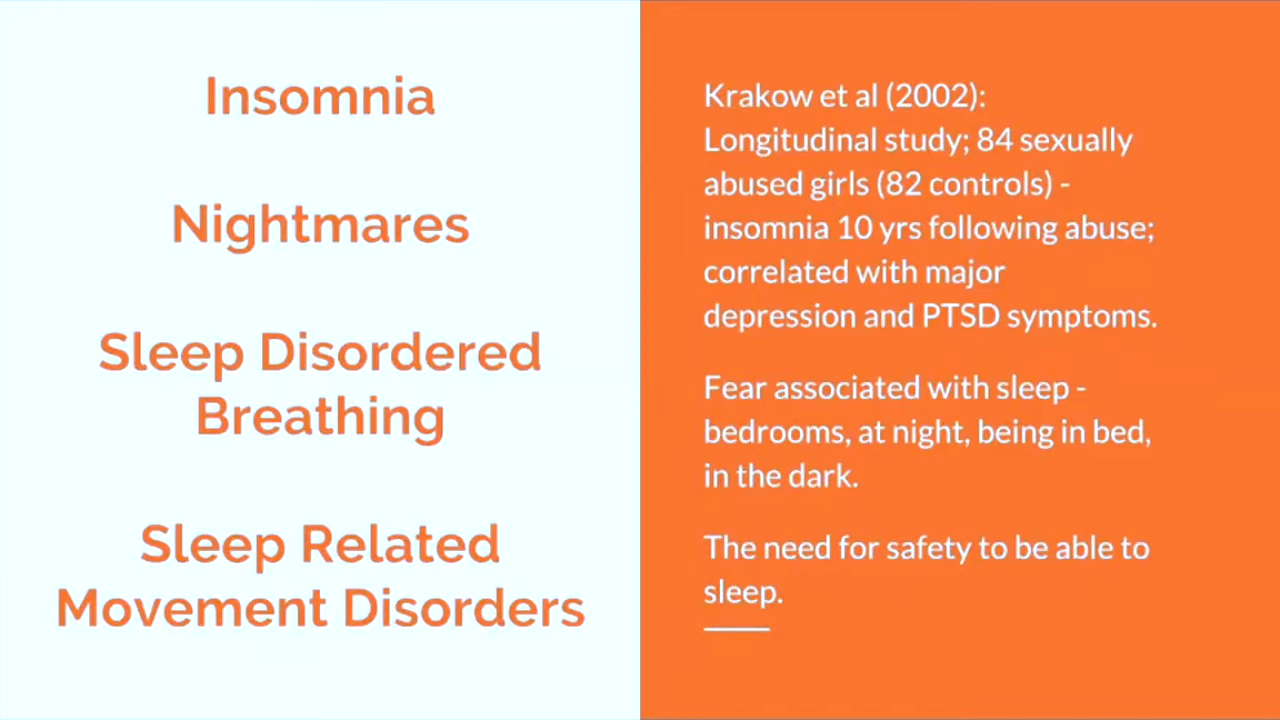 Insomnia
Nightmares
Sleep Disordered
Breathing
Sleep Related
Movement Disorders
Krakow et al (2002):
Longitudinal study; 84 sexually
abused girls (82 controls) -
insomnia 10 yrs following abuse;
correlated with major
depression and PTSD symptoms.
Fear associated with sleep -
bedrooms, at night, being in bed,
in the dark.
The need for safety to be able to
sleep.